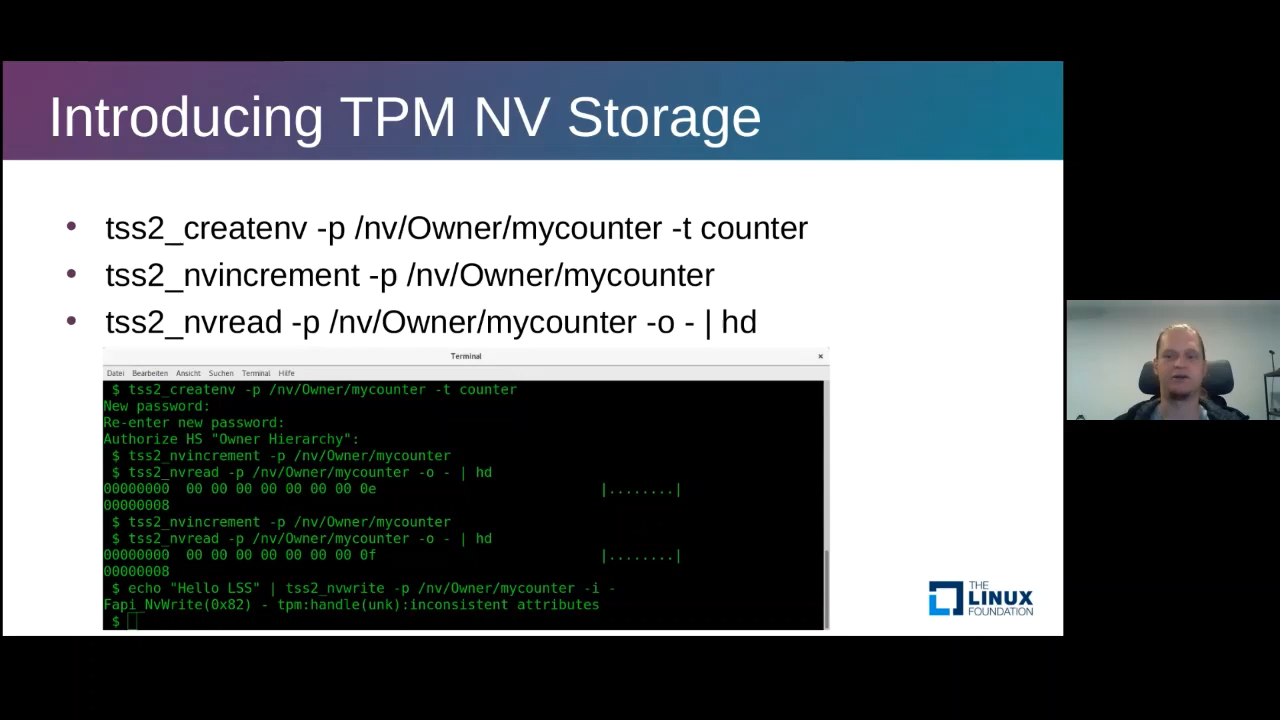 Introducing TPM NV Storage
• tss2_createnv -p /nv/Owner/mycounter -t counter
• tss2_nvincrement -p /nv/Owner/mycounter
• tss2_nvread -p /nv/Owner/mycounter -o - | hd
Terminal
Datei Bearbeiten Ansicht Suchen Terminal Hilfe
$ tss2_createnv -p /nv/Owner/mycounter -t counter
New password:
Re-enter new password:
Authorize HS "Owner Hierarchy":
$ tss2_nvincrement -p /nv/Owner/mycounter
$ tss2_nvread -p /nv/Owner/mycounter -o - | hd
00000000  00 00 00 00 00 00 00 0e  |........|
00000008
$ tss2_nvincrement -p /nv/Owner/mycounter
$ tss2_nvread -p /nv/Owner/mycounter -o - | hd
00000000  00 00 00 00 00 00 00 0f  |........|
00000008
$ echo "Hello LSS" | tss2_nvwrite -p /nv/Owner/mycounter -i -
Fapi_NvWrite(0x82) - tpm:handle(unk):inconsistent attributes
$
THE
LINUX
FOUNDATION